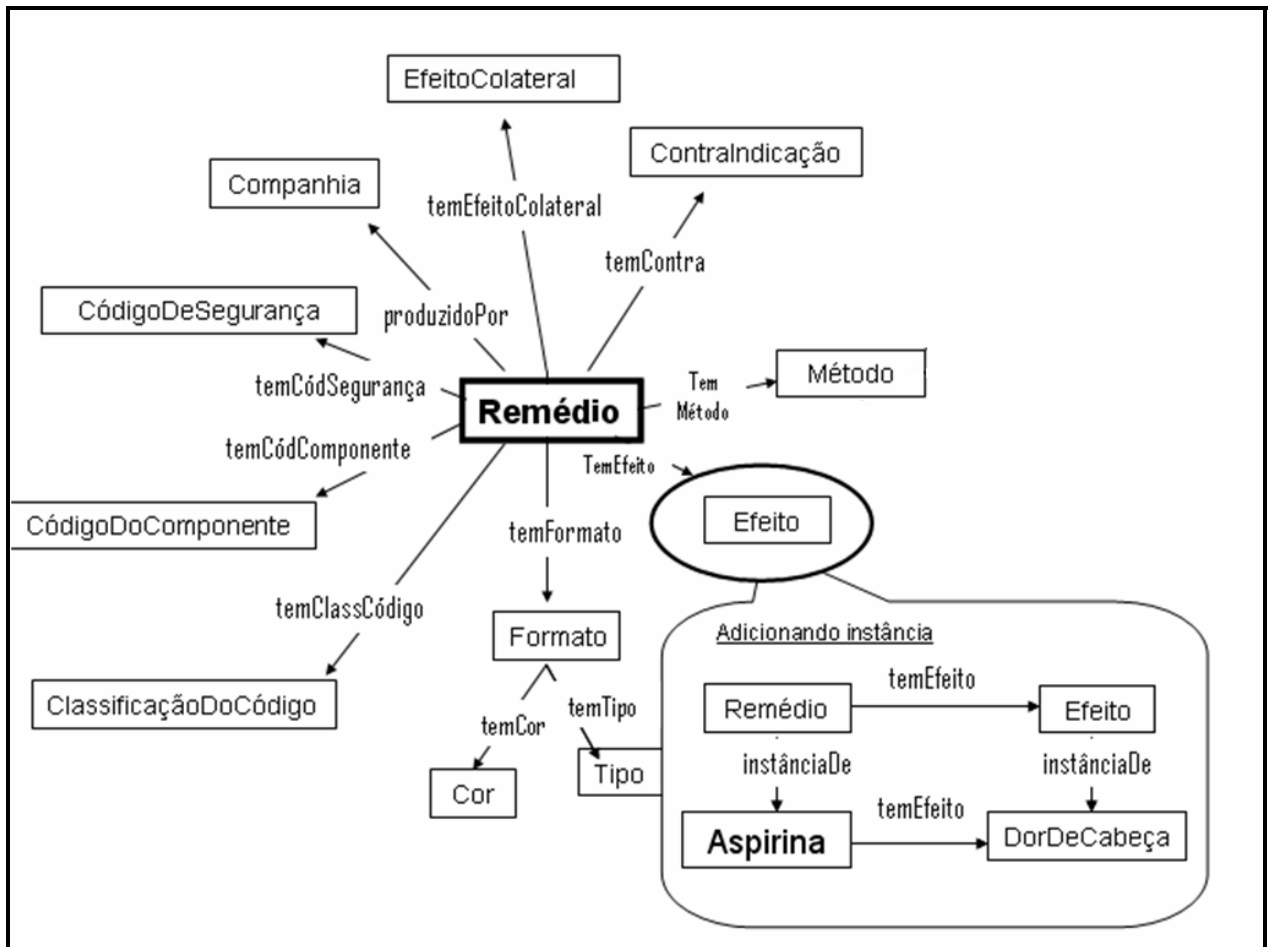 EfeitoColateral
ContraIndicação
Companhia
temEfeitoColateral
temContra
CódigoDeSegurança
produzidoPor
Método
Tem
Método
temCódSegurança
Remédio
temCódComponente
TemEfeito
CódigoDoComponente
Efeito
temFormato
temClassCódigo
Formato
ClassificaçãoDoCódigo
temCor
temTipo
Cor
Tipo
Adicionando instância
temEfeito
Remédio
Efeito
instânciaDe
instânciaDe
temEfeito
Aspirina
DorDeCabeça